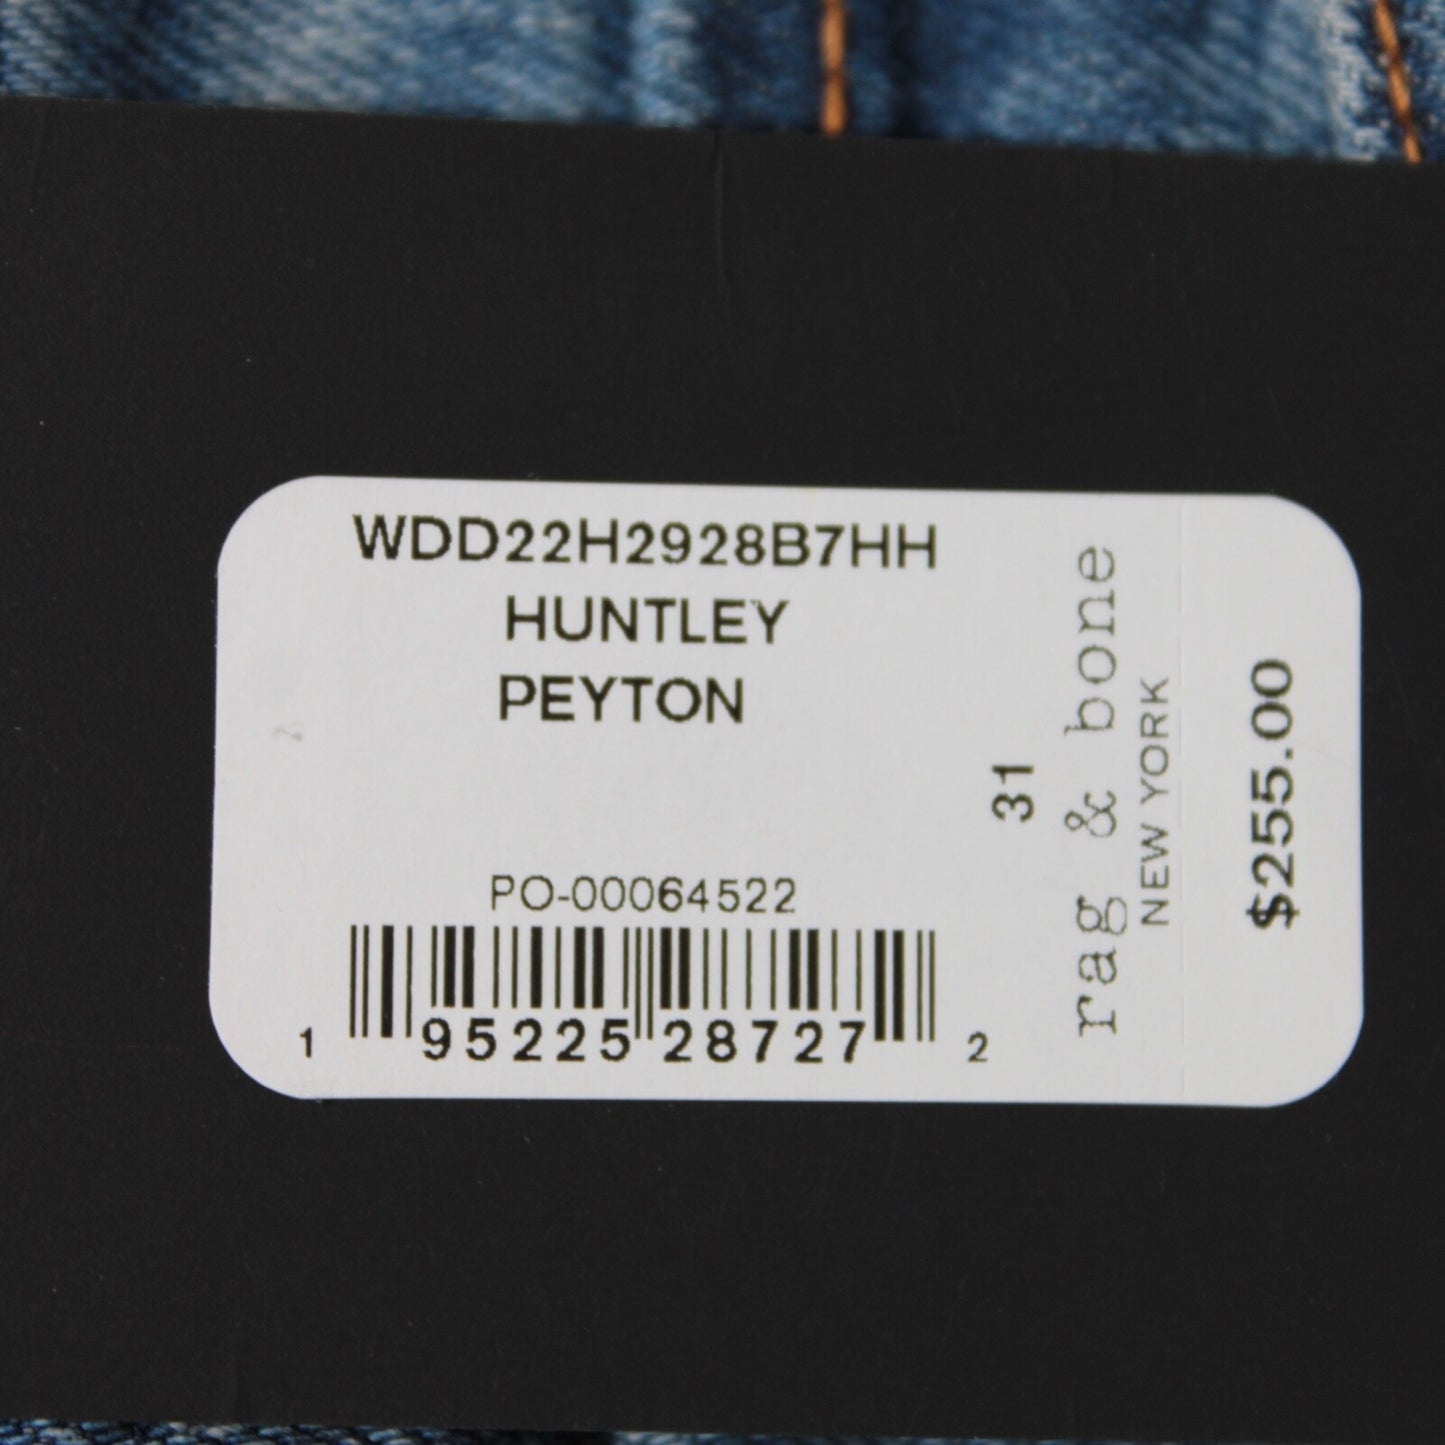 WDD22H2928B7HH
HUNTLEY
PEYTON
PO-00064522
1 95225 28727 2
31
rag & bone
NEW YORK
$255.00